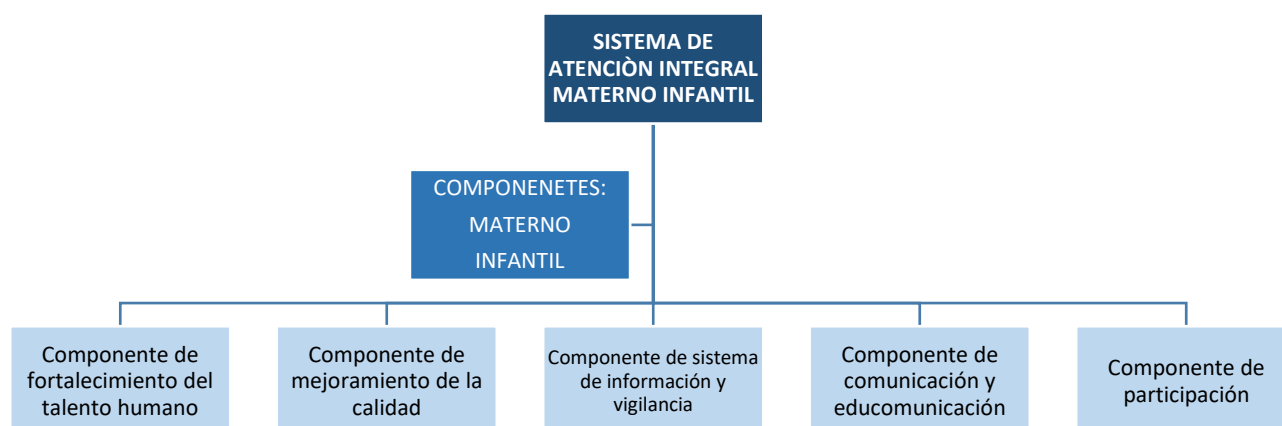 SISTEMA DE
ATENCIÒN INTEGRAL
MATERNO INFANTIL
COMPONENETES:
MATERNO
INFANTIL
Componente de
fortalecimiento del
talento humano
Componente de
mejoramiento de la
calidad
Componente de sistema
de información y
vigilancia
Componente de
comunicación y
educomunicación
Componente de
participación